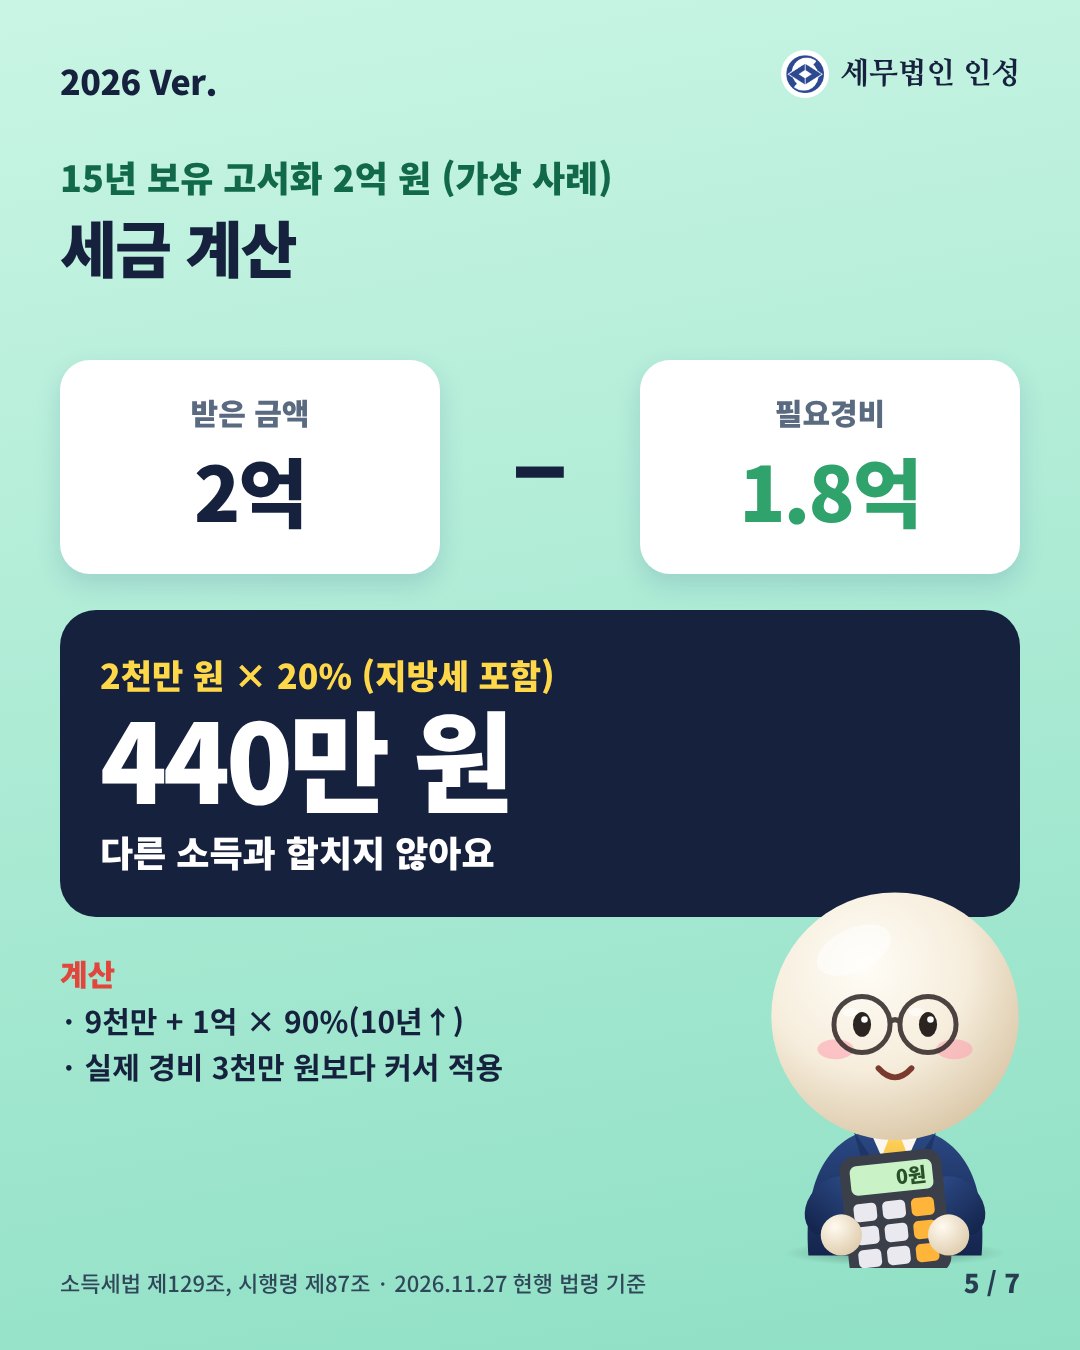 2026 Ver.
세무법인 인성
15년 보유 고서화 2억 원 (가상 사례)
세금 계산
받은 금액
2억
−
필요경비
1.8억
2천만 원 × 20% (지방세 포함)
440만 원
다른 소득과 합치지 않아요
계산
· 9천만 + 1억 × 90%(10년↑)
· 실제 경비 3천만 원보다 커서 적용
0원
소득세법 제129조, 시행령 제87조 · 2026.11.27 현행 법령 기준
5 / 7